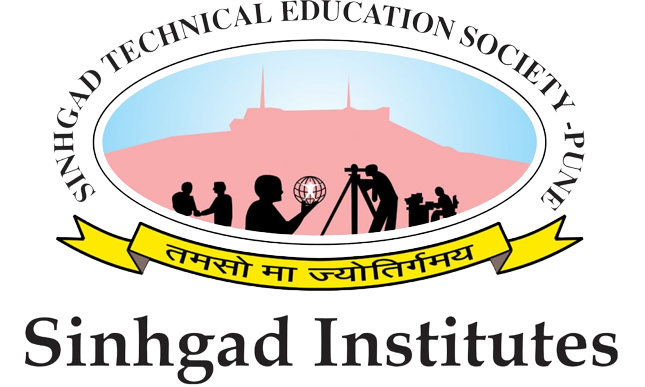 SINHGAD TECHNICAL EDUCATION SOCIETY - PUNE
तमसो मा ज्योतिर्गमय
Sinhgad Institutes